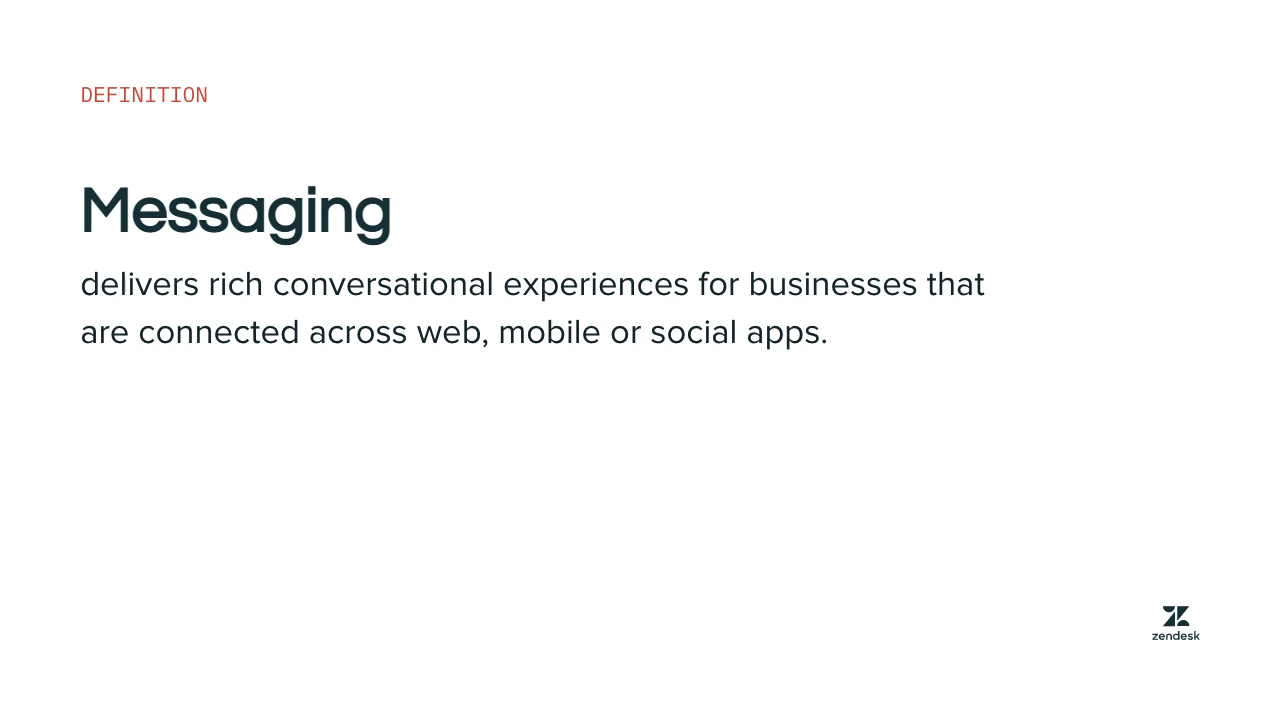 DEFINITION
Messaging
delivers rich conversational experiences for businesses that
are connected across web, mobile or social apps.
zendesk